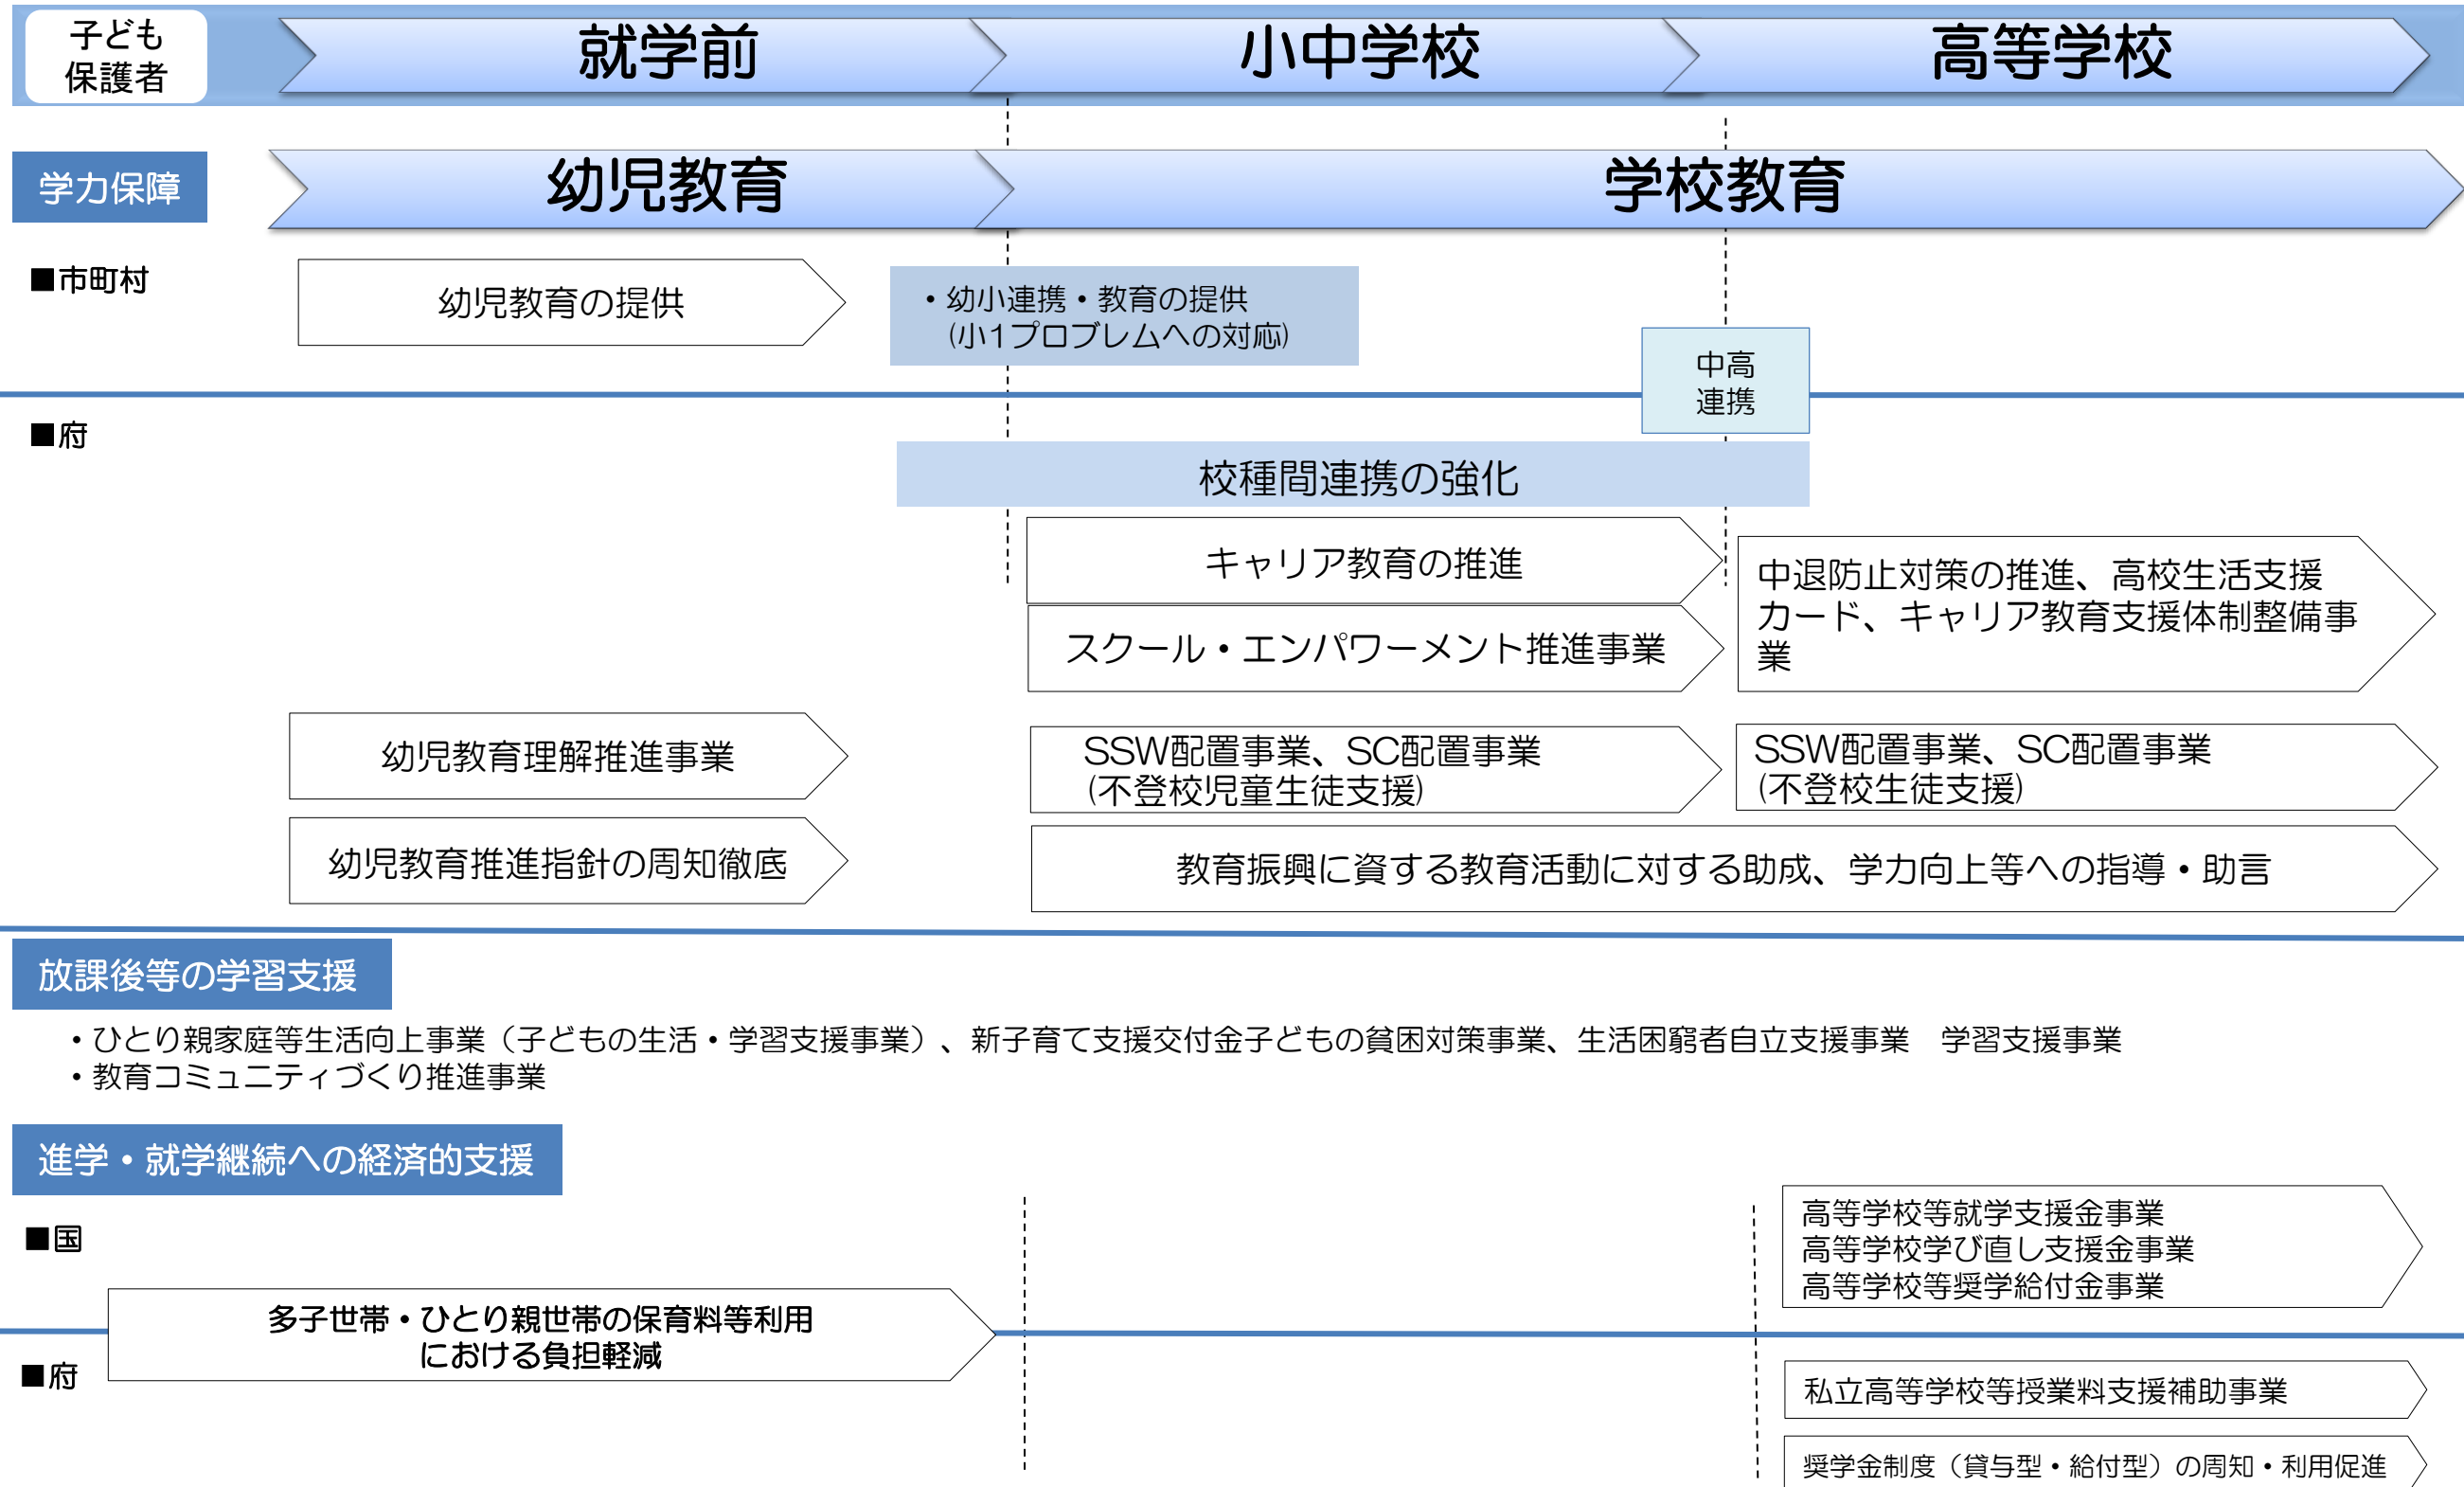 子ども
保護者
就学前
小中学校
高等学校
学力保障
幼児教育
学校教育
■市町村
幼児教育の提供
・幼小連携・教育の提供
(小1プロブレムへの対応)
中高
連携
■府
校種間連携の強化
キャリア教育の推進
スクール・エンパワーメント推進事業
中退防止対策の推進、高校生活支援
カード、キャリア教育支援体制整備事
業
幼児教育理解推進事業
SSW配置事業、SC配置事業
(不登校児童生徒支援)
SSW配置事業、SC配置事業
(不登校生徒支援)
幼児教育推進指針の周知徹底
教育振興に資する教育活動に対する助成、学力向上等への指導・助言
放課後等の学習支援
・ひとり親家庭等生活向上事業（子どもの生活・学習支援事業）、新子育て支援交付金子どもの貧困対策事業、生活困窮者自立支援事業　学習支援事業
・教育コミュニティづくり推進事業
進学・就学継続への経済的支援
■国
高等学校等就学支援金事業
高等学校学び直し支援金事業
高等学校等奨学給付金事業
多子世帯・ひとり親世帯の保育料等利用
における負担軽減
■府
私立高等学校等授業料支援補助事業
奨学金制度（貸与型・給付型）の周知・利用促進